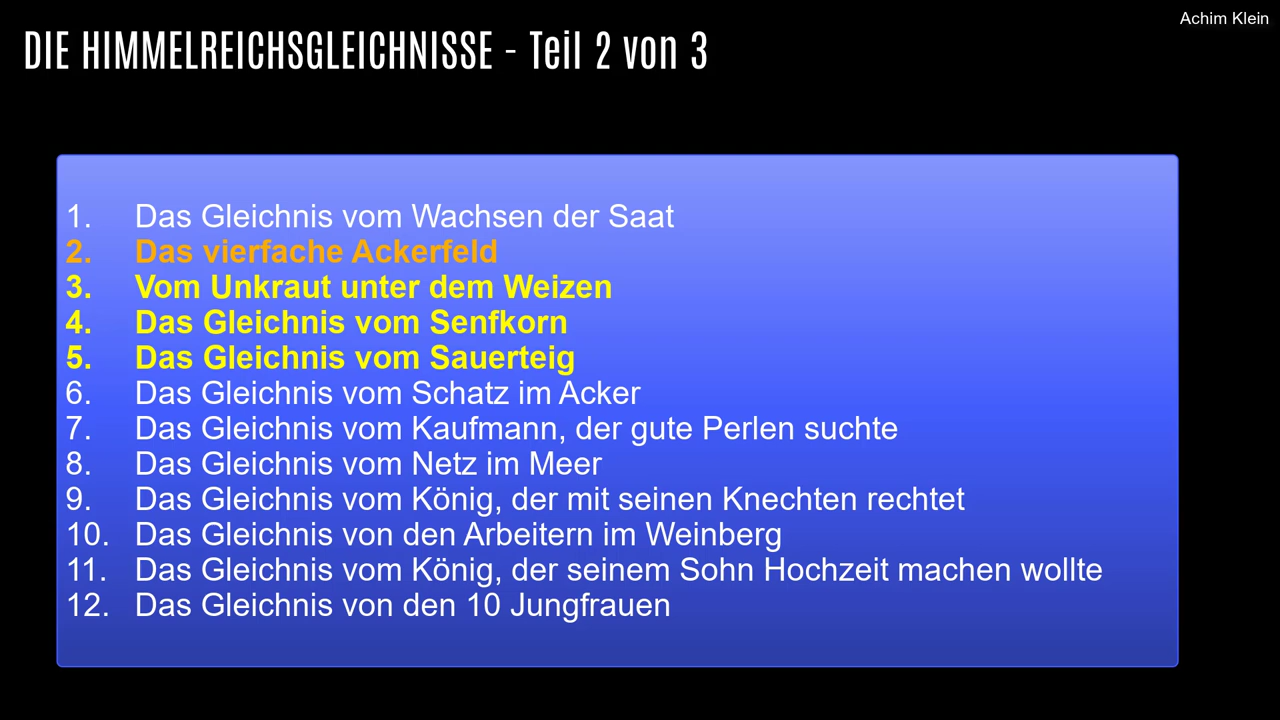 Achim Klein
DIE HIMMELREICHSGLEICHNISSE - Teil 2 von 3
1. Das Gleichnis vom Wachsen der Saat
2. Das vierfache Ackerfeld
3. Vom Unkraut unter dem Weizen
4. Das Gleichnis vom Senfkorn
5. Das Gleichnis vom Sauerteig
6. Das Gleichnis vom Schatz im Acker
7. Das Gleichnis vom Kaufmann, der gute Perlen suchte
8. Das Gleichnis vom Netz im Meer
9. Das Gleichnis vom König, der mit seinen Knechten rechtet
10. Das Gleichnis von den Arbeitern im Weinberg
11. Das Gleichnis vom König, der seinem Sohn Hochzeit machen wollte
12. Das Gleichnis von den 10 Jungfrauen